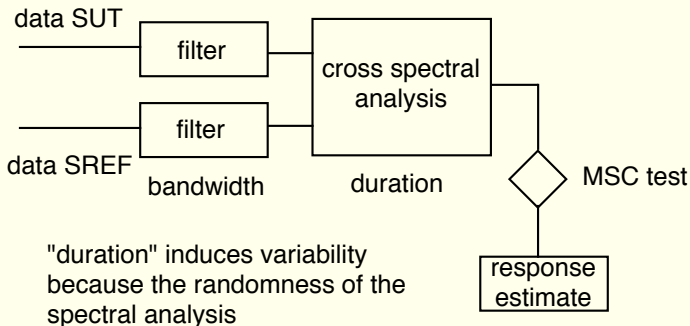 data SUT
filter
cross spectral
analysis
filter
data SREF
bandwidth
duration
MSC test
"duration" induces variability
because the randomness of the
spectral analysis
response
estimate